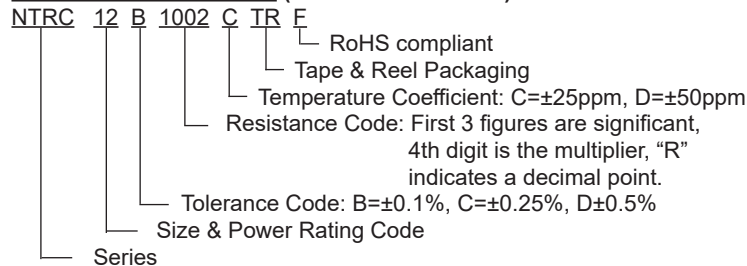 NTRC 12 B 1002 C TR F
RoHS compliant
Tape & Reel Packaging
Temperature Coefficient: C=±25ppm, D=±50ppm
Resistance Code: First 3 figures are significant,
4th digit is the multiplier, “R”
indicates a decimal point.
Tolerance Code: B=±0.1%, C=±0.25%, D±0.5%
Size & Power Rating Code
Series